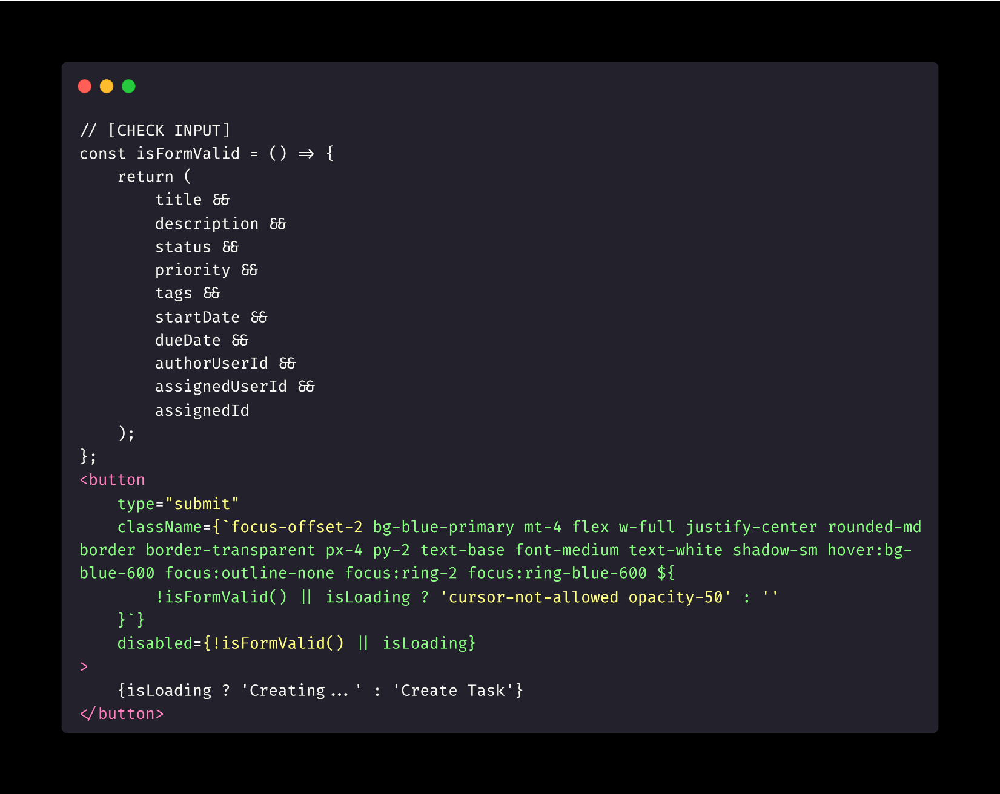 // [CHECK INPUT]
const isFormValid = () => {
    return (
        title &&
        description &&
        status &&
        priority &&
        tags &&
        startDate &&
        dueDate &&
        authorUserId &&
        assignedUserId &&
        assignedId
    );
};
<button
    type="submit"
    className={`focus-offset-2 bg-blue-primary mt-4 flex w-full justify-center rounded-md
border border-transparent px-4 py-2 text-base font-medium text-white shadow-sm hover:bg-
blue-600 focus:outline-none focus:ring-2 focus:ring-blue-600 ${
        !isFormValid() || isLoading ? 'cursor-not-allowed opacity-50' : ''
    }`}
    disabled={!isFormValid() || isLoading}
>
    {isLoading ? 'Creating...' : 'Create Task'}
</button>